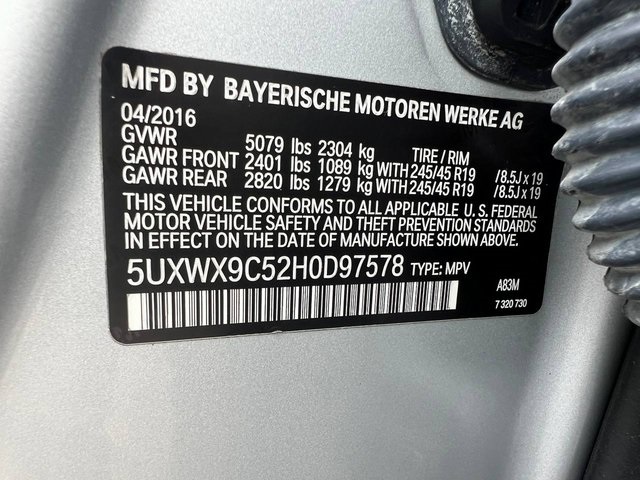 MFD BY BAYERISCHE MOTOREN WERKE AG
04/2016
GVWR 5079 lbs 2304 kg TIRE / RIM
GAWR FRONT 2401 lbs 1089 kg WITH 245/45 R19 /8.5J x 19
GAWR REAR 2820 lbs 1279 kg WITH 245/45 R19 /8.5J x 19
THIS VEHICLE CONFORMS TO ALL APPLICABLE U. S. FEDERAL
MOTOR VEHICLE SAFETY AND THEFT PREVENTION STANDARDS
IN EFFECT ON THE DATE OF MANUFACTURE SHOWN ABOVE.
5UXWX9C52H0D97578 TYPE: MPV
A83M
7 320 730